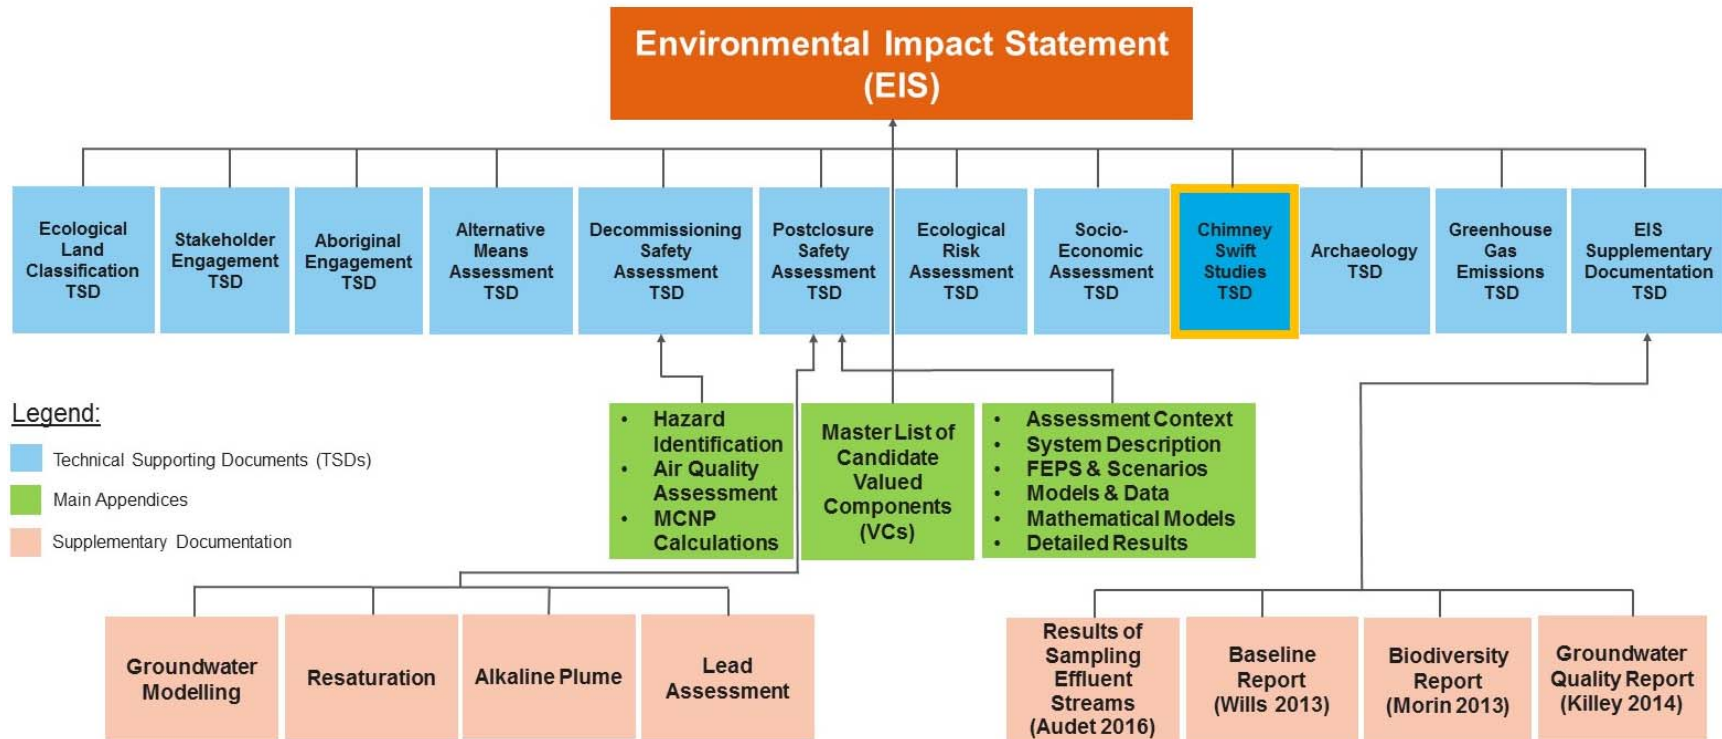 Environmental Impact Statement
(EIS)
Ecological
Land
Classification
TSD
Stakeholder
Engagement
TSD
Aboriginal
Engagement
TSD
Alternative
Means
Assessment
TSD
Decommissioning
Safety
Assessment
TSD
Postclosure
Safety
Assessment
TSD
Ecological
Risk
Assessment
TSD
Socio-
Economic
Assessment
TSD
Chimney
Swift
Studies
TSD
Archaeology
TSD
Greenhouse
Gas
Emissions
TSD
EIS
Supplementary
Documentation
TSD
Legend:
Technical Supporting Documents (TSDs)
Main Appendices
Supplementary Documentation
• Hazard
Identification
• Air Quality
Assessment
• MCNP
Calculations
Master List of
Candidate
Valued
Components
(VCs)
• Assessment Context
• System Description
• FEPS & Scenarios
• Models & Data
• Mathematical Models
• Detailed Results
Groundwater
Modelling
Resaturation
Alkaline Plume
Lead
Assessment
Results of
Sampling
Effluent
Streams
(Audet 2016)
Baseline
Report
(Wills 2013)
Biodiversity
Report
(Morin 2013)
Groundwater
Quality Report
(Killey 2014)